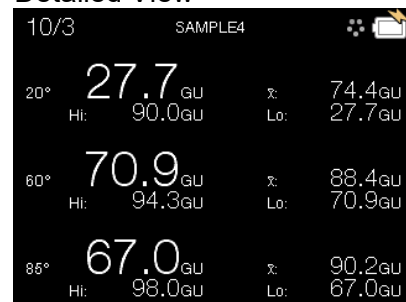 Detailed View
10/3 SAMPLE4
20° 27.7GU x̄: 74.4GU
Hi: 90.0GU Lo: 27.7GU
60° 70.9GU x̄: 88.4GU
Hi: 94.3GU Lo: 70.9GU
85° 67.0GU x̄: 90.2GU
Hi: 98.0GU Lo: 67.0GU